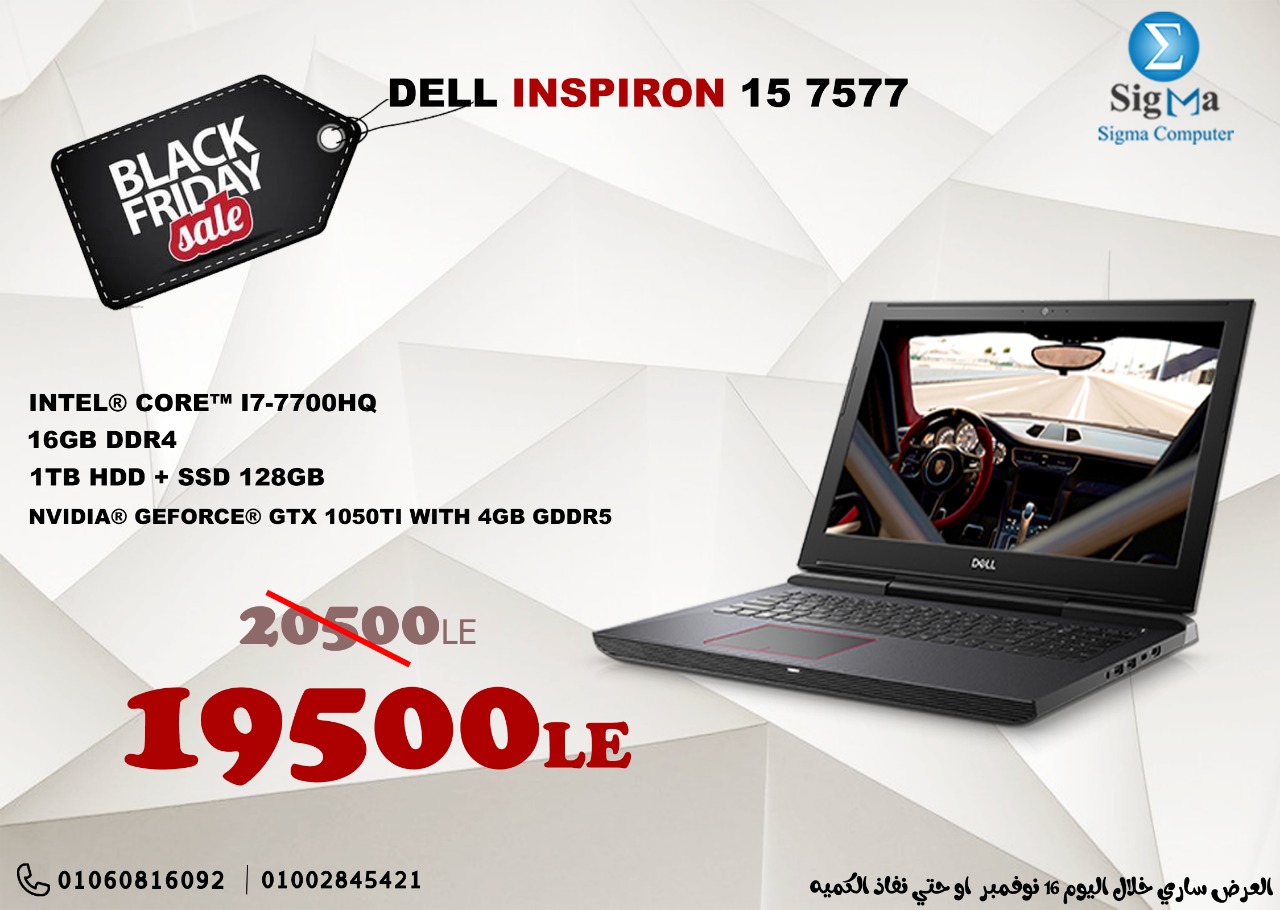 DELL INSPIRON 15 7577
Σ
SigMa
Sigma Computer
BLACK
FRIDAY
sale
INTEL® CORE™ I7-7700HQ
16GB DDR4
1TB HDD + SSD 128GB
NVIDIA® GEFORCE® GTX 1050TI WITH 4GB GDDR5
DELL
20500LE
19500LE
01060816092 | 01002845421
العرض ساري خلال اليوم 16 نوفمبر او حتي نفاذ الكميه